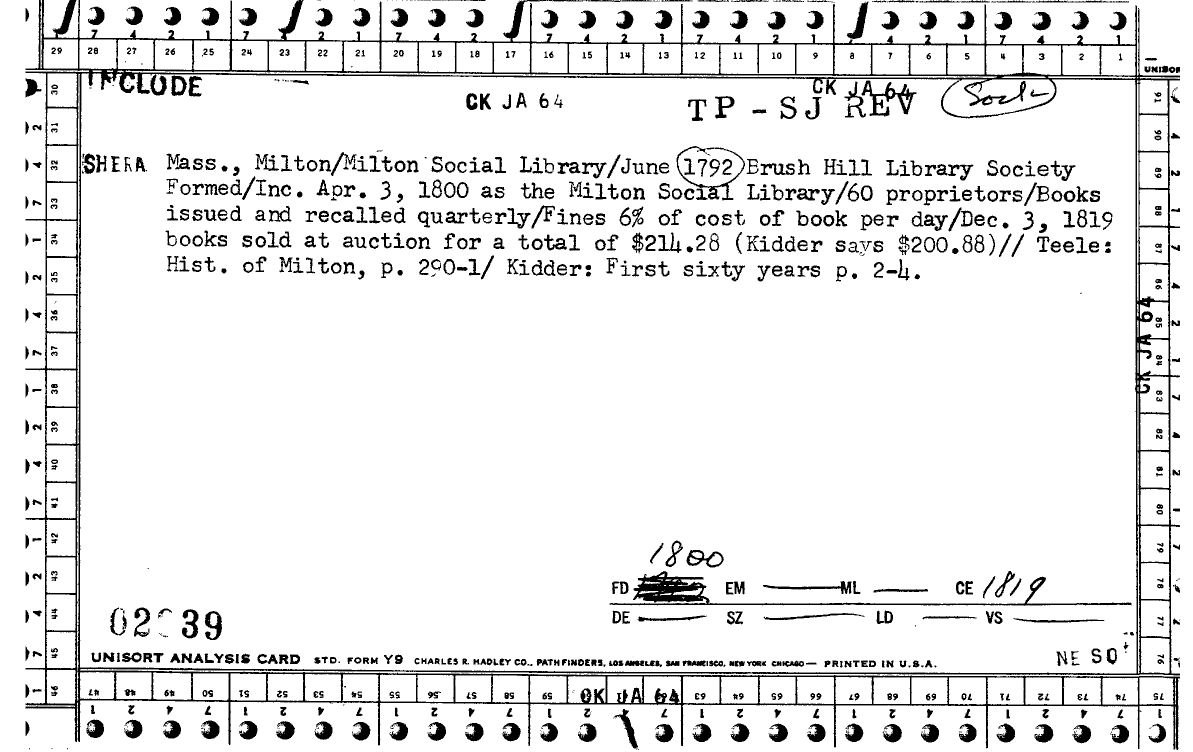 7 4 2 1 7 4 2 1 7 4 2 1 7 4 2 1 7 4 2 1 7 4 2 1 7 4 2 1
29 28 27 26 25 24 23 22 21 20 19 18 17 16 15 14 13 12 11 10 9 8 7 6 5 4 3 2 1
UNISOR
INCLUDE
CK JA 64
CK JA 64
TP - SJ REV
SHERA Mass., Milton/Milton Social Library/June 1792 Brush Hill Library Society
Formed/Inc. Apr. 3, 1800 as the Milton Social Library/60 proprietors/Books
issued and recalled quarterly/Fines 6% of cost of book per day/Dec. 3, 1819
books sold at auction for a total of $214.28 (Kidder says $200.88)// Teele:
Hist. of Milton, p. 290-1/ Kidder: First sixty years p. 2-4.
CK JA 64
1800
FD EM ML CE 1819
DE SZ LD VS
NE SO
UNISORT ANALYSIS CARD STD. FORM Y9 CHARLES R. HADLEY CO., PATHFINDERS, LOS ANGELES, SAN FRANCISCO, NEW YORK CHICAGO — PRINTED IN U.S.A.
30 31 32 33 34 35 36 37 38 39 40 41 42 43 44 45 46
91 90 89 88 87 86 85 84 83 82 81 80 79 78 77 76
47 48 49 50 51 52 53 54 55 56 57 58 59 CK JA 64 63 64 65 66 67 68 69 70 71 72 73 74 75
1 2 4 7 1 2 4 7 1 2 4 7 1 2 4 7 1 2 4 7 1 2 4 7 1 2 4 7